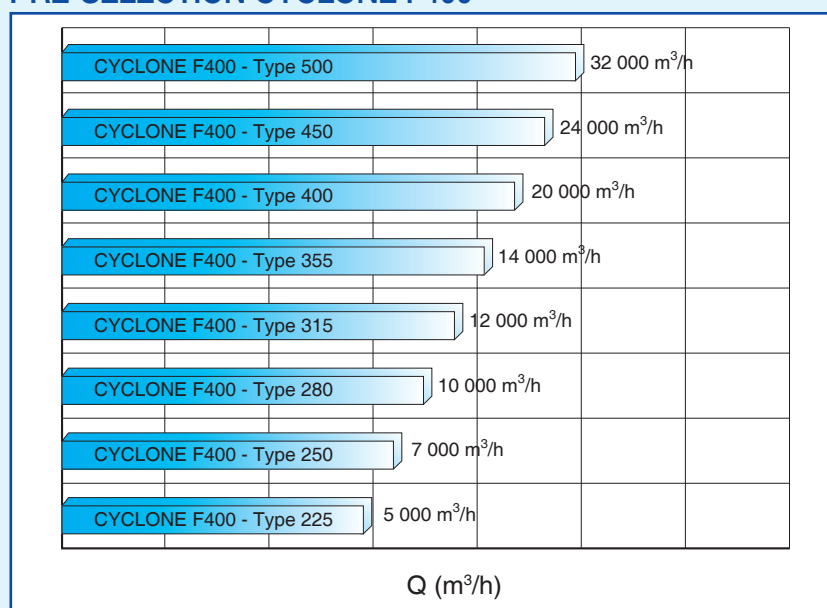 CYCLONE F400 - Type 500 32 000 m³/h
CYCLONE F400 - Type 450 24 000 m³/h
CYCLONE F400 - Type 400 20 000 m³/h
CYCLONE F400 - Type 355 14 000 m³/h
CYCLONE F400 - Type 315 12 000 m³/h
CYCLONE F400 - Type 280 10 000 m³/h
CYCLONE F400 - Type 250 7 000 m³/h
CYCLONE F400 - Type 225 5 000 m³/h
Q (m³/h)